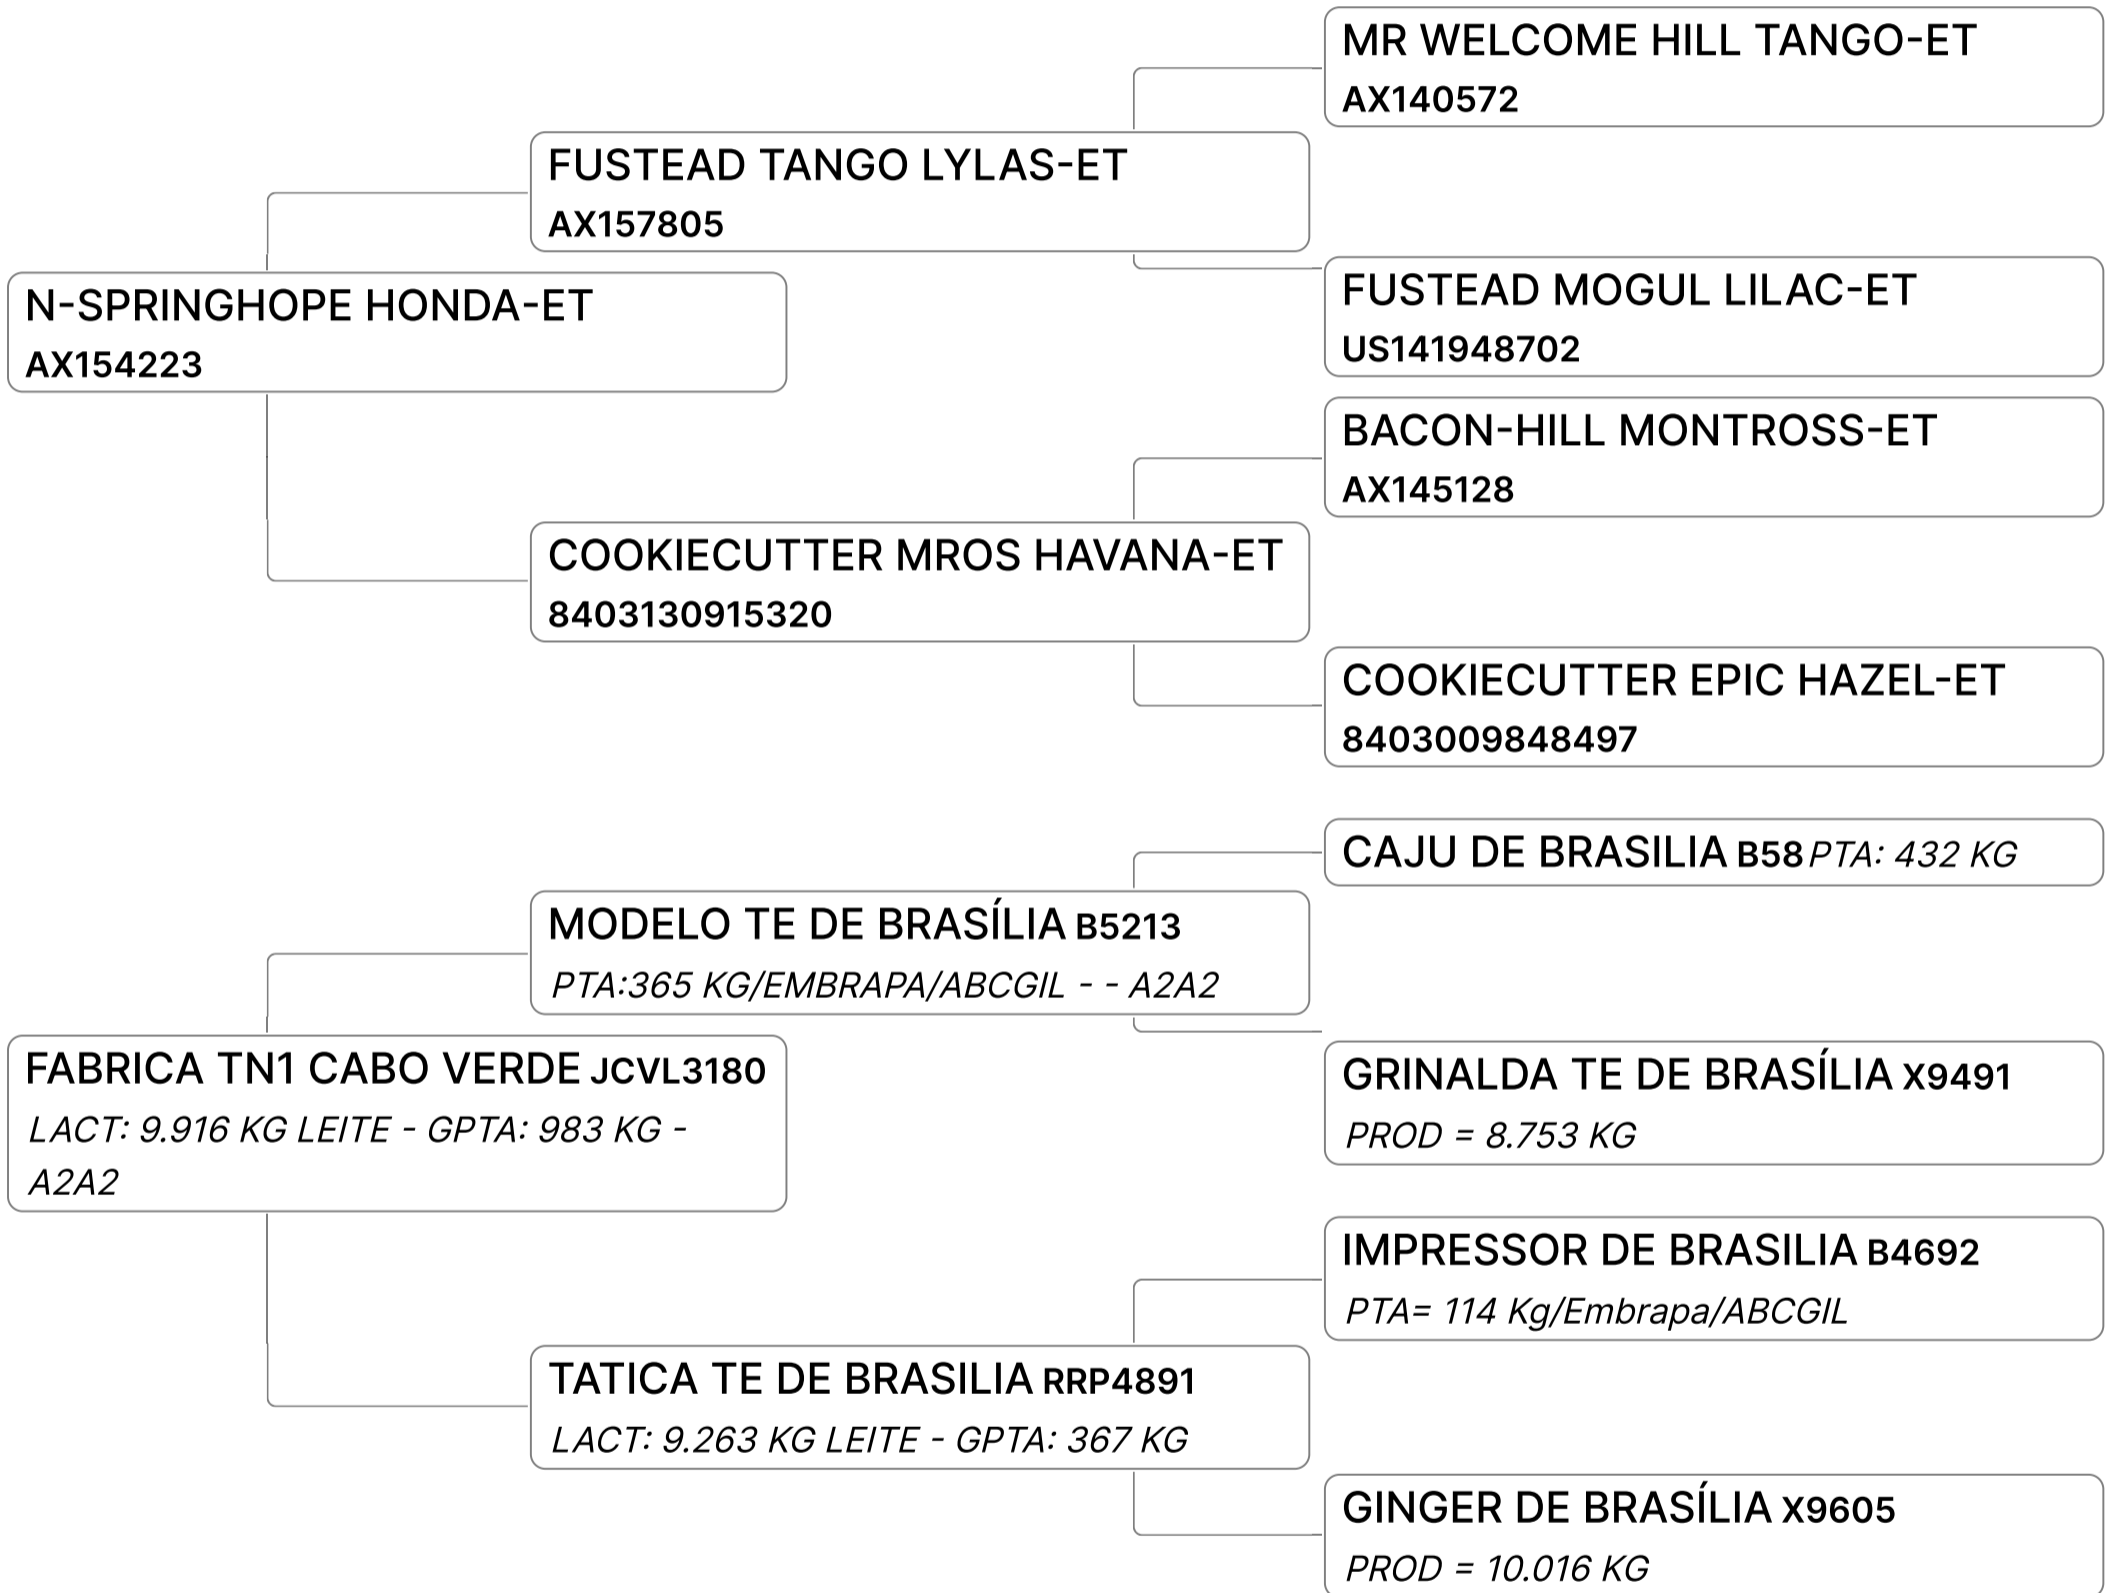 MR WELCOME HILL TANGO-ET
AX140572
FUSTEAD TANGO LYLAS-ET
AX157805
FUSTEAD MOGUL LILAC-ET
US141948702
N-SPRINGHOPE HONDA-ET
AX154223
BACON-HILL MONTROSS-ET
AX145128
COOKIECUTTER MROS HAVANA-ET
8403130915320
COOKIECUTTER EPIC HAZEL-ET
8403009848497
CAJU DE BRASILIA B58 PTA: 432 KG
MODELO TE DE BRASÍLIA B5213
PTA:365 KG/EMBRAPA/ABCGIL - - A2A2
GRINALDA TE DE BRASÍLIA X9491
PROD = 8.753 KG
FABRICA TN1 CABO VERDE JCVL3180
LACT: 9.916 KG LEITE - GPTA: 983 KG -
A2A2
IMPRESSOR DE BRASILIA B4692
PTA= 114 Kg/Embrapa/ABCGIL
TATICA TE DE BRASILIA RRP4891
LACT: 9.263 KG LEITE - GPTA: 367 KG
GINGER DE BRASÍLIA X9605
PROD = 10.016 KG